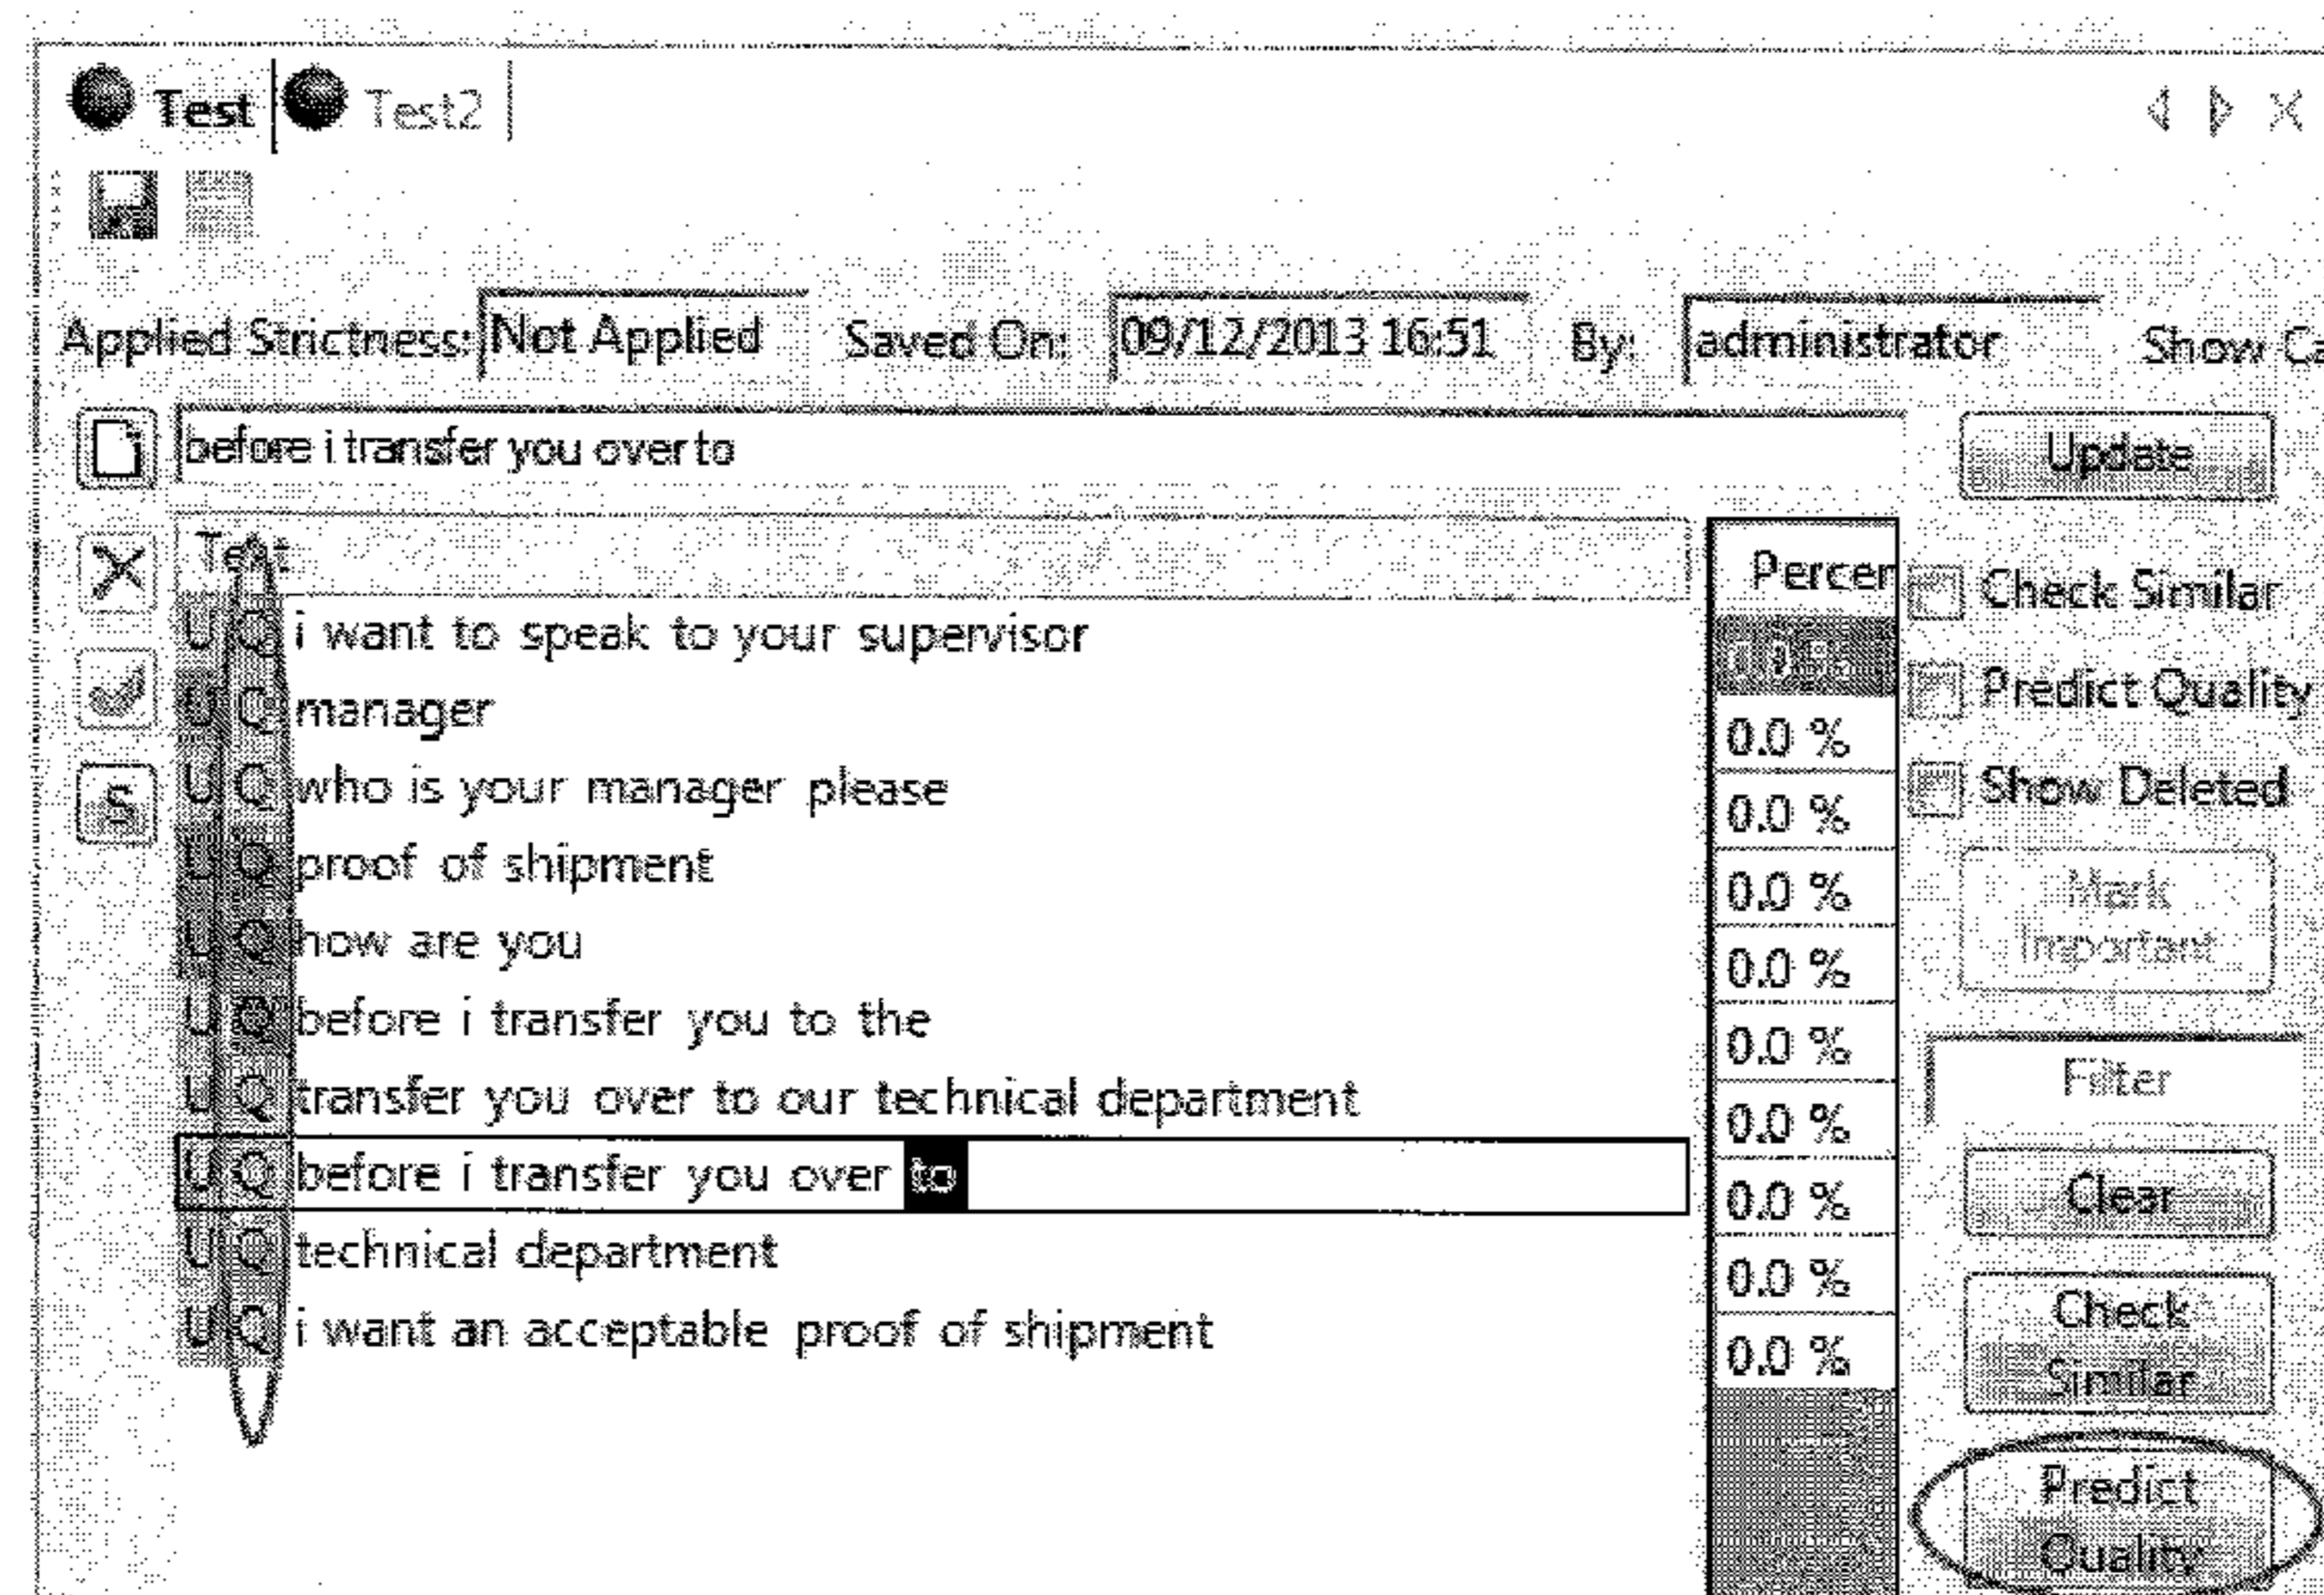 Test Test2
Applied Strictness: Not Applied Saved On: 09/12/2013 16:51 By: administrator Show Ca
before i transfer you over to Update
Text Percen
Check Similar
U Q i want to speak to your supervisor
U Q manager 0.0 %
Predict Quality
U Q who is your manager please 0.0 %
Show Deleted
U Q proof of shipment 0.0 %
Mark
Important
U Q how are you 0.0 %
U Q before i transfer you to the 0.0 %
U Q transfer you over to our technical department 0.0 %
Filter
U Q before i transfer you over to 0.0 %
Clear
U Q technical department 0.0 %
U Q i want an acceptable proof of shipment 0.0 %
Check
Similar
Predict
Quality